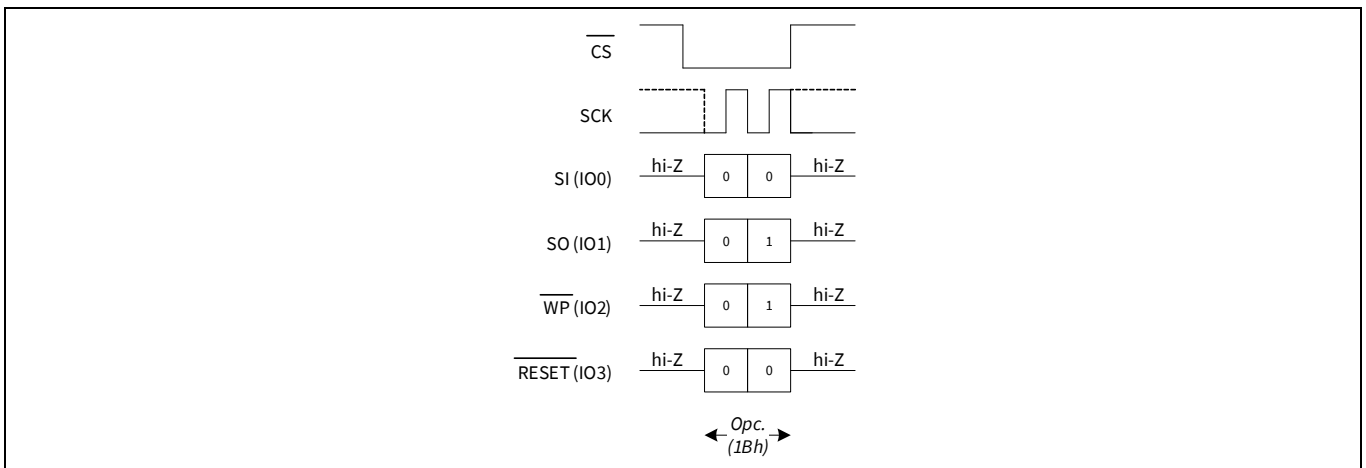 CS
SCK
SI (IO0) hi-Z 0 0 hi-Z
SO (IO1) hi-Z 0 1 hi-Z
WP (IO2) hi-Z 0 1 hi-Z
RESET (IO3) hi-Z 0 0 hi-Z
Opc.
(1Bh)